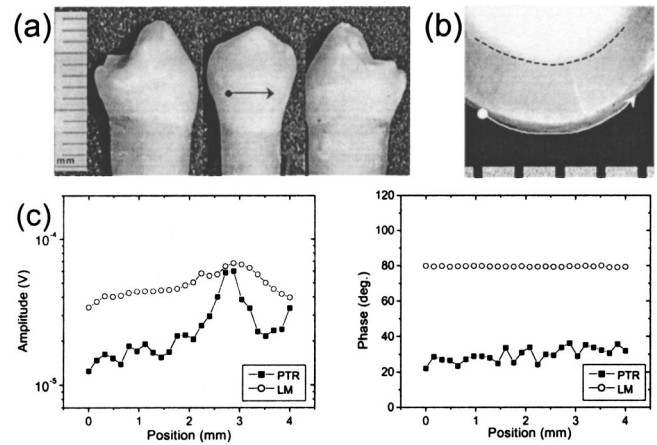 (a)
(b)
mm
(c)
10⁻⁴
10⁻⁵
Amplitude (V)
0 1 2 3 4
Position (mm)
PTR
LM
120
100
80
60
40
20
0
Phase (deg.)
0 1 2 3 4
Position (mm)
PTR
LM